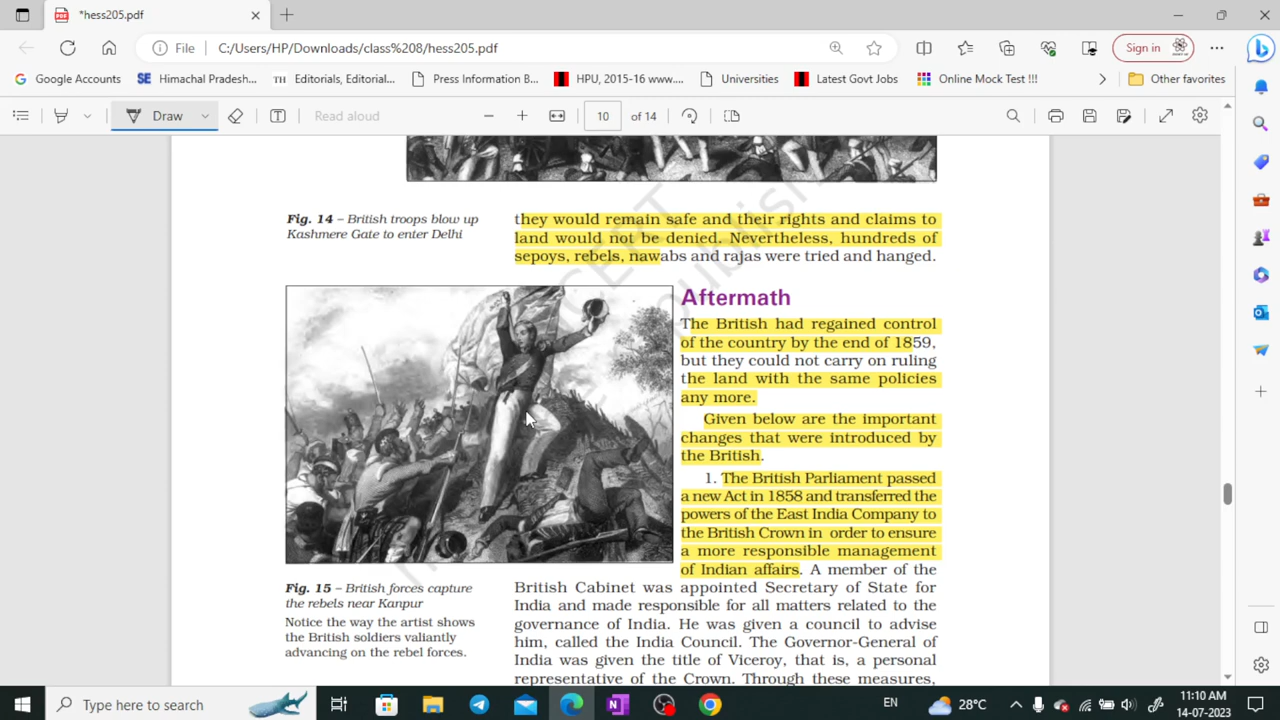 *hess205.pdf
File
C:/Users/HP/Downloads/class%208/hess205.pdf
Sign in
Google Accounts
SE Himachal Pradesh...
TH Editorials, Editorial...
Press Information B...
HPU, 2015-16 www....
Universities
Latest Govt Jobs
Online Mock Test !!!
Other favorites
Draw
Read aloud
10 of 14
Fig. 14 – British troops blow up
Kashmere Gate to enter Delhi
they would remain safe and their rights and claims to
land would not be denied. Nevertheless, hundreds of
sepoys, rebels, nawabs and rajas were tried and hanged.
Aftermath
The British had regained control
of the country by the end of 1859,
but they could not carry on ruling
the land with the same policies
any more.
Given below are the important
changes that were introduced by
the British.
1. The British Parliament passed
a new Act in 1858 and transferred the
powers of the East India Company to
the British Crown in order to ensure
a more responsible management
of Indian affairs. A member of the
British Cabinet was appointed Secretary of State for
India and made responsible for all matters related to the
governance of India. He was given a council to advise
him, called the India Council. The Governor-General of
India was given the title of Viceroy, that is, a personal
representative of the Crown. Through these measures,
Fig. 15 – British forces capture
the rebels near Kanpur
Notice the way the artist shows
the British soldiers valiantly
advancing on the rebel forces.
Type here to search
EN
28°C
11:10 AM
14-07-2023